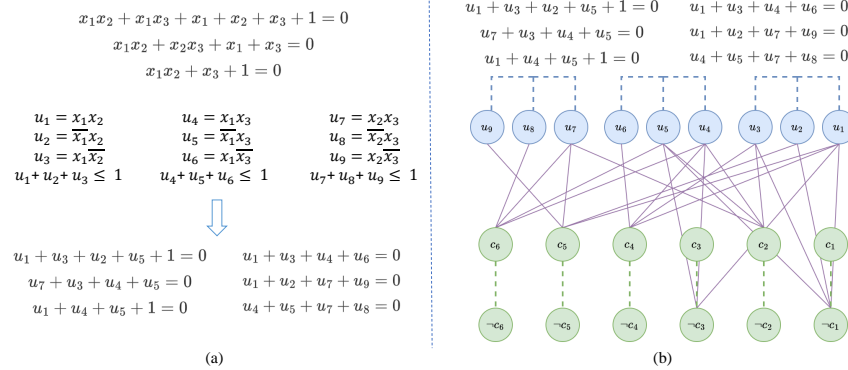 x₁x₂ + x₁x₃ + x₁ + x₂ + x₃ + 1 = 0
x₁x₂ + x₂x₃ + x₁ + x₃ = 0
x₁x₂ + x₃ + 1 = 0
u₁ = x₁x₂ u₄ = x₁x₃ u₇ = x₂x₃
u₂ = x̅₁x₂ u₅ = x̅₁x₃ u₈ = x̅₂x₃
u₃ = x₁x̅₂ u₆ = x₁x̅₃ u₉ = x₂x̅₃
u₁+ u₂+ u₃ ≤ 1 u₄+ u₅+ u₆ ≤ 1 u₇+ u₈+ u₉ ≤ 1
u₁ + u₃ + u₂ + u₅ + 1 = 0 u₁ + u₃ + u₄ + u₆ = 0
u₇ + u₃ + u₄ + u₅ = 0 u₁ + u₂ + u₇ + u₉ = 0
u₁ + u₄ + u₅ + 1 = 0 u₄ + u₅ + u₇ + u₈ = 0
(a)
u₁ + u₃ + u₂ + u₅ + 1 = 0 u₁ + u₃ + u₄ + u₆ = 0
u₇ + u₃ + u₄ + u₅ = 0 u₁ + u₂ + u₇ + u₉ = 0
u₁ + u₄ + u₅ + 1 = 0 u₄ + u₅ + u₇ + u₈ = 0
u₉ u₈ u₇ u₆ u₅ u₄ u₃ u₂ u₁
c₆ c₅ c₄ c₃ c₂ c₁
¬c₆ ¬c₅ ¬c₄ ¬c₃ ¬c₂ ¬c₁
(b)